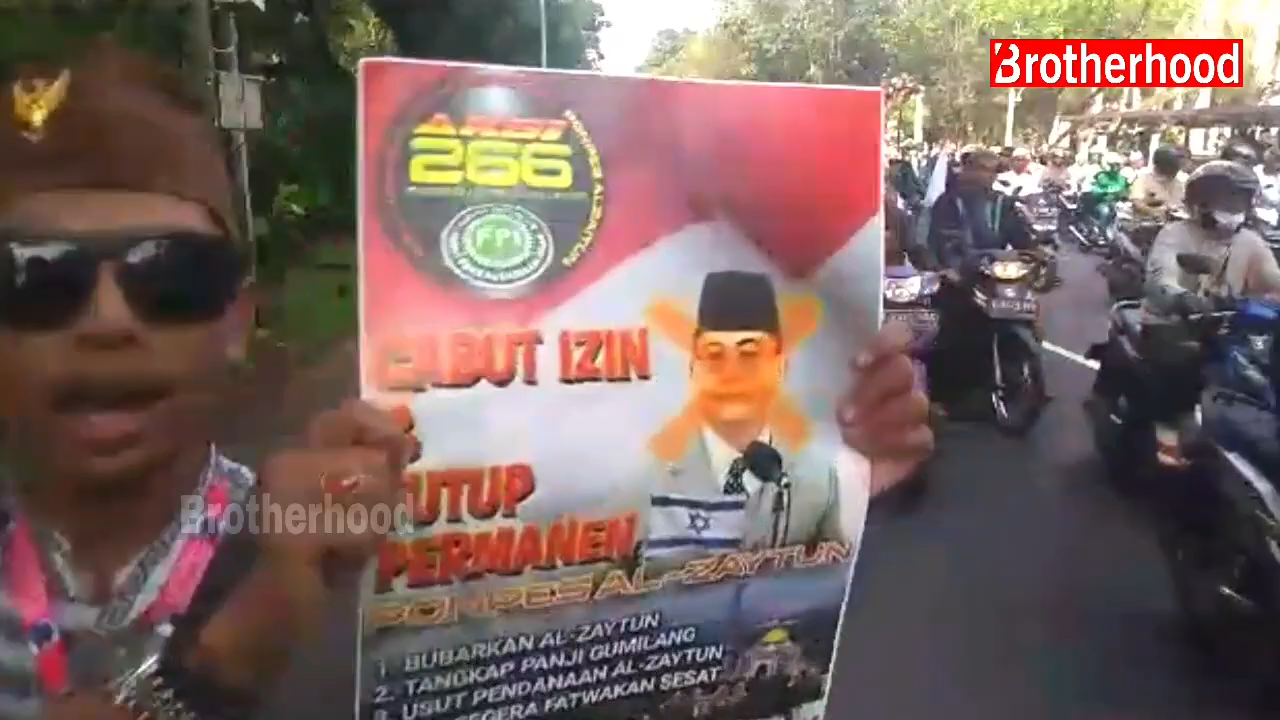 Brotherhood
266
FPI
CABUT IZIN
&
TUTUP
PERMANEN
PONPES AL-ZAYTUN
1. BUBARKAN AL-ZAYTUN
2. TANGKAP PANJI GUMILANG
3. USUT PENDANAAN AL-ZAYTUN
SEGERA FATWAKAN SESAT
Brotherhood